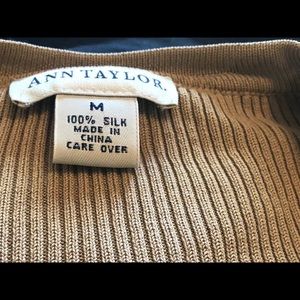 ANN TAYLOR.
M
100% SILK
MADE IN
CHINA
CARE OVER